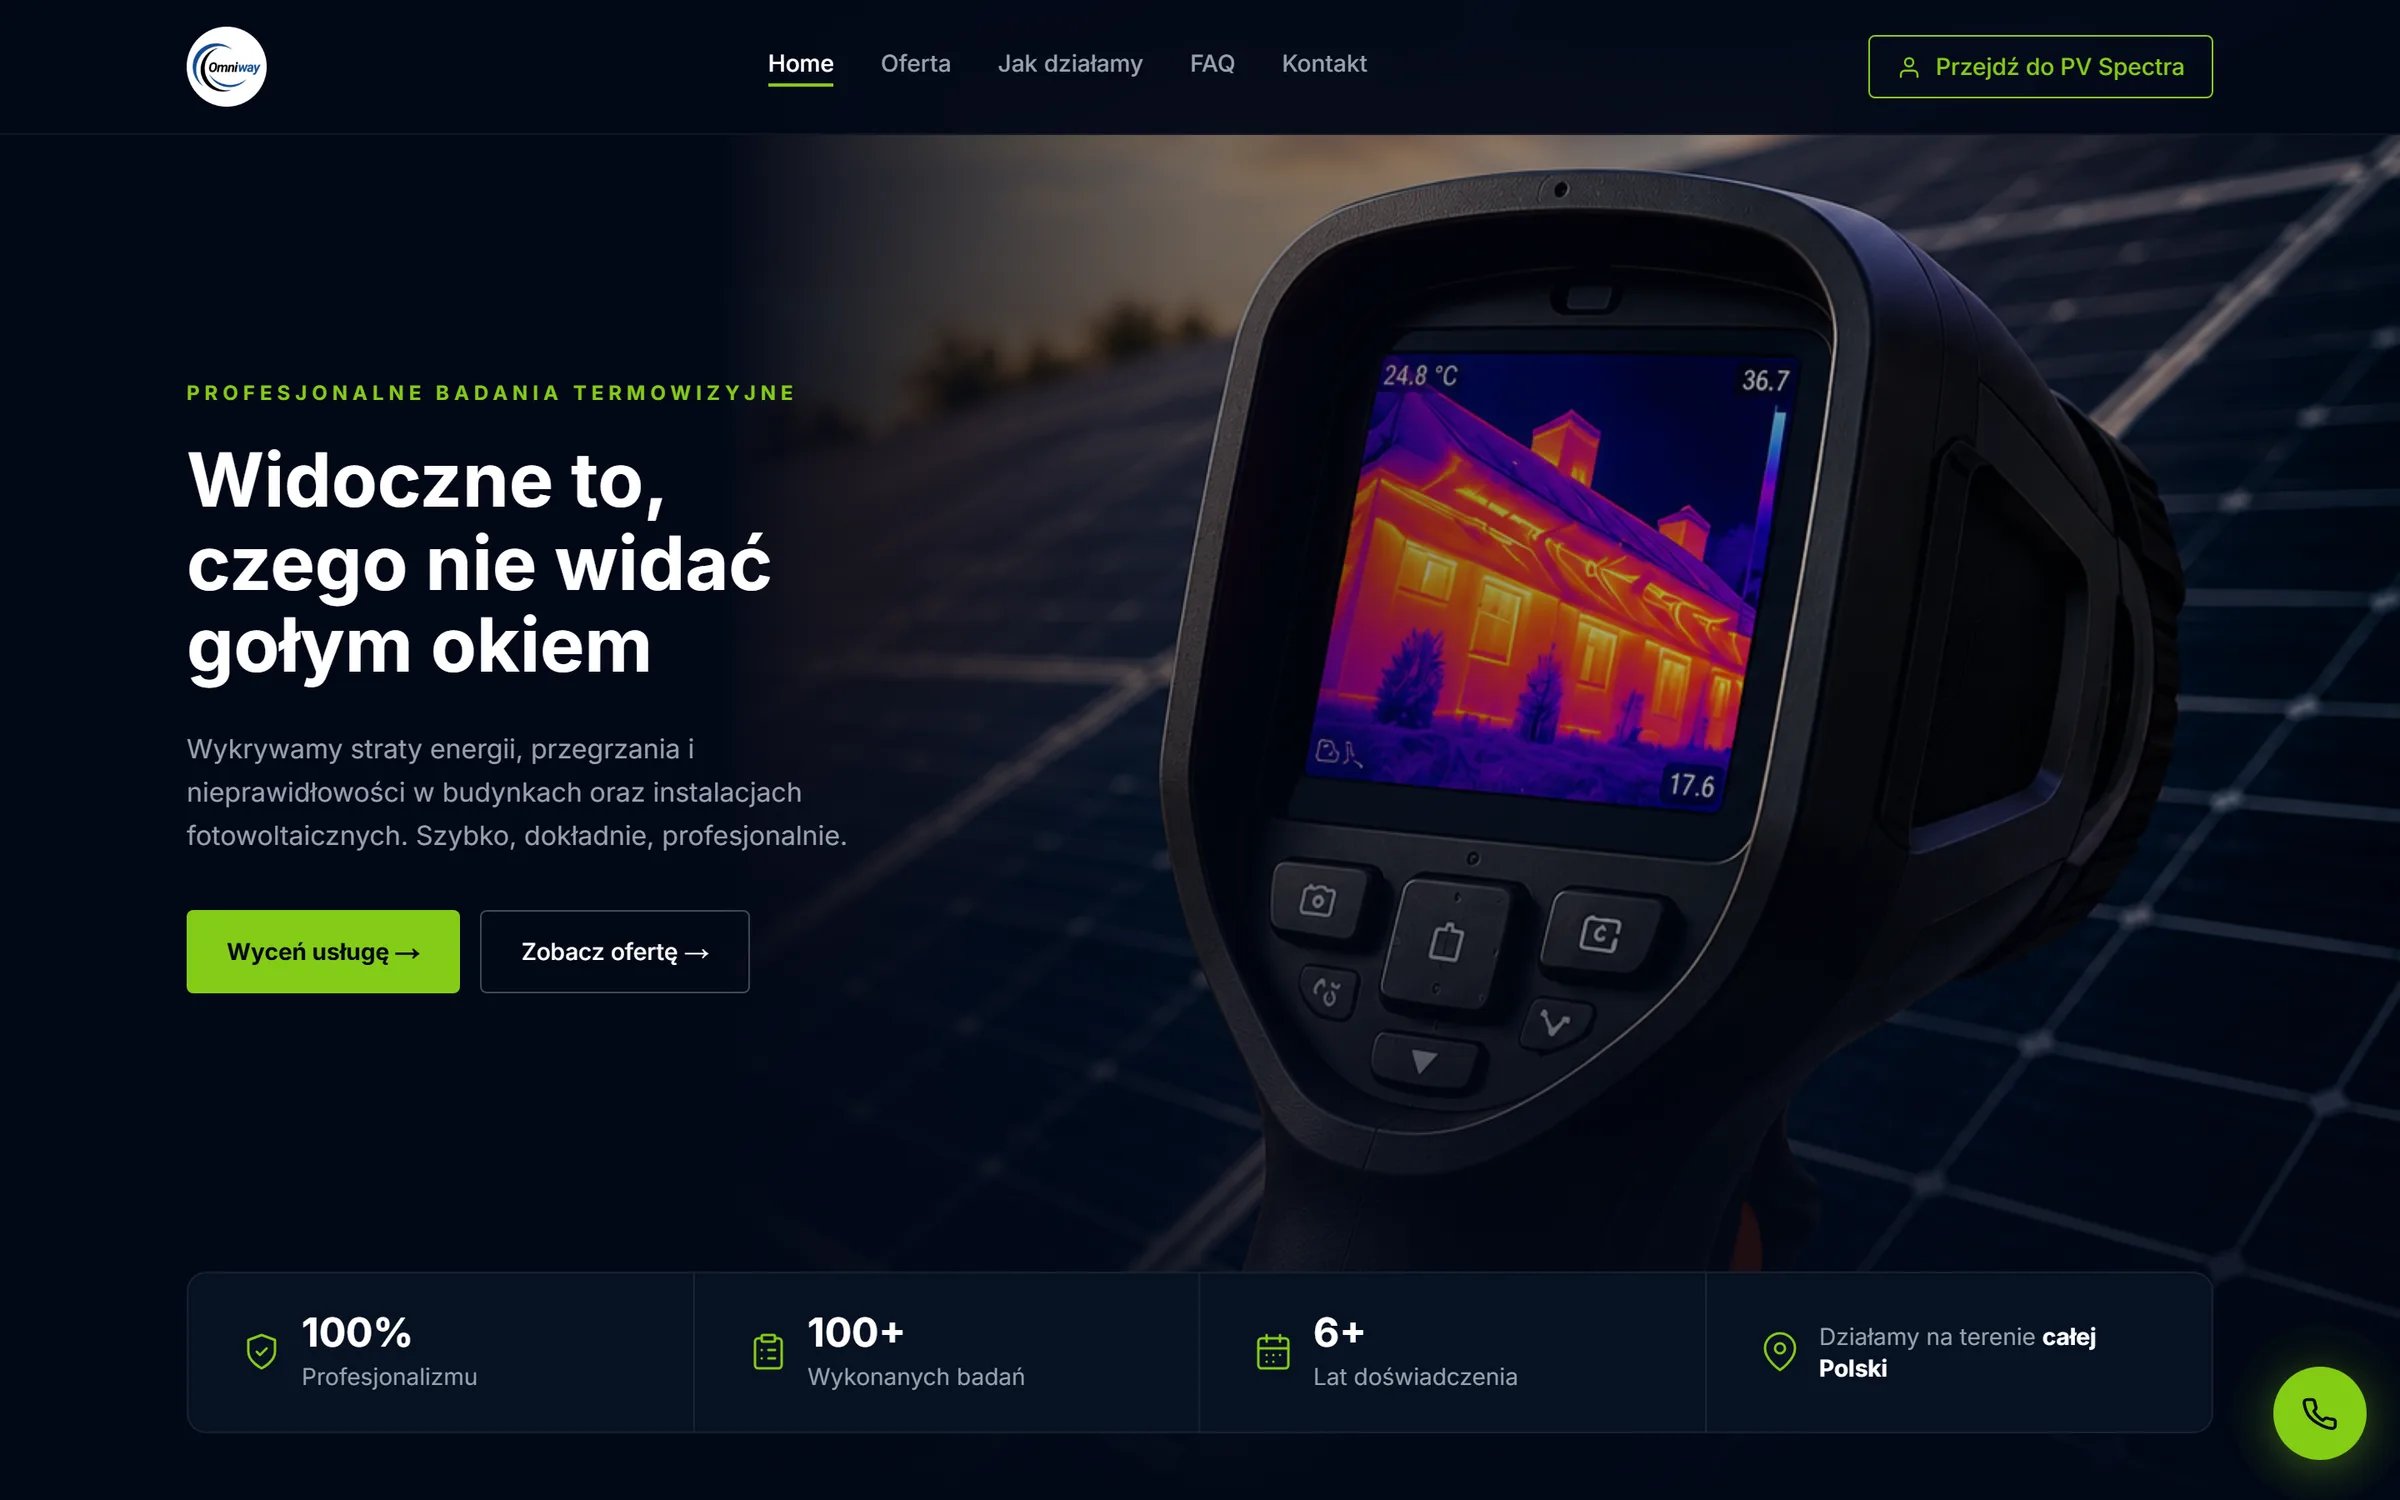 Omniway
Home
Oferta
Jak działamy
FAQ
Kontakt
Przejdź do PV Spectra
PROFESJONALNE BADANIA TERMOWIZYJNE
Widoczne to,
czego nie widać
gołym okiem
Wykrywamy straty energii, przegrzania i
nieprawidłowości w budynkach oraz instalacjach
fotowoltaicznych. Szybko, dokładnie, profesjonalnie.
Wyceń usługę →
Zobacz ofertę →
24.8 °C
36.7
17.6
100%
Profesjonalizmu
100+
Wykonanych badań
6+
Lat doświadczenia
Działamy na terenie całej
Polski